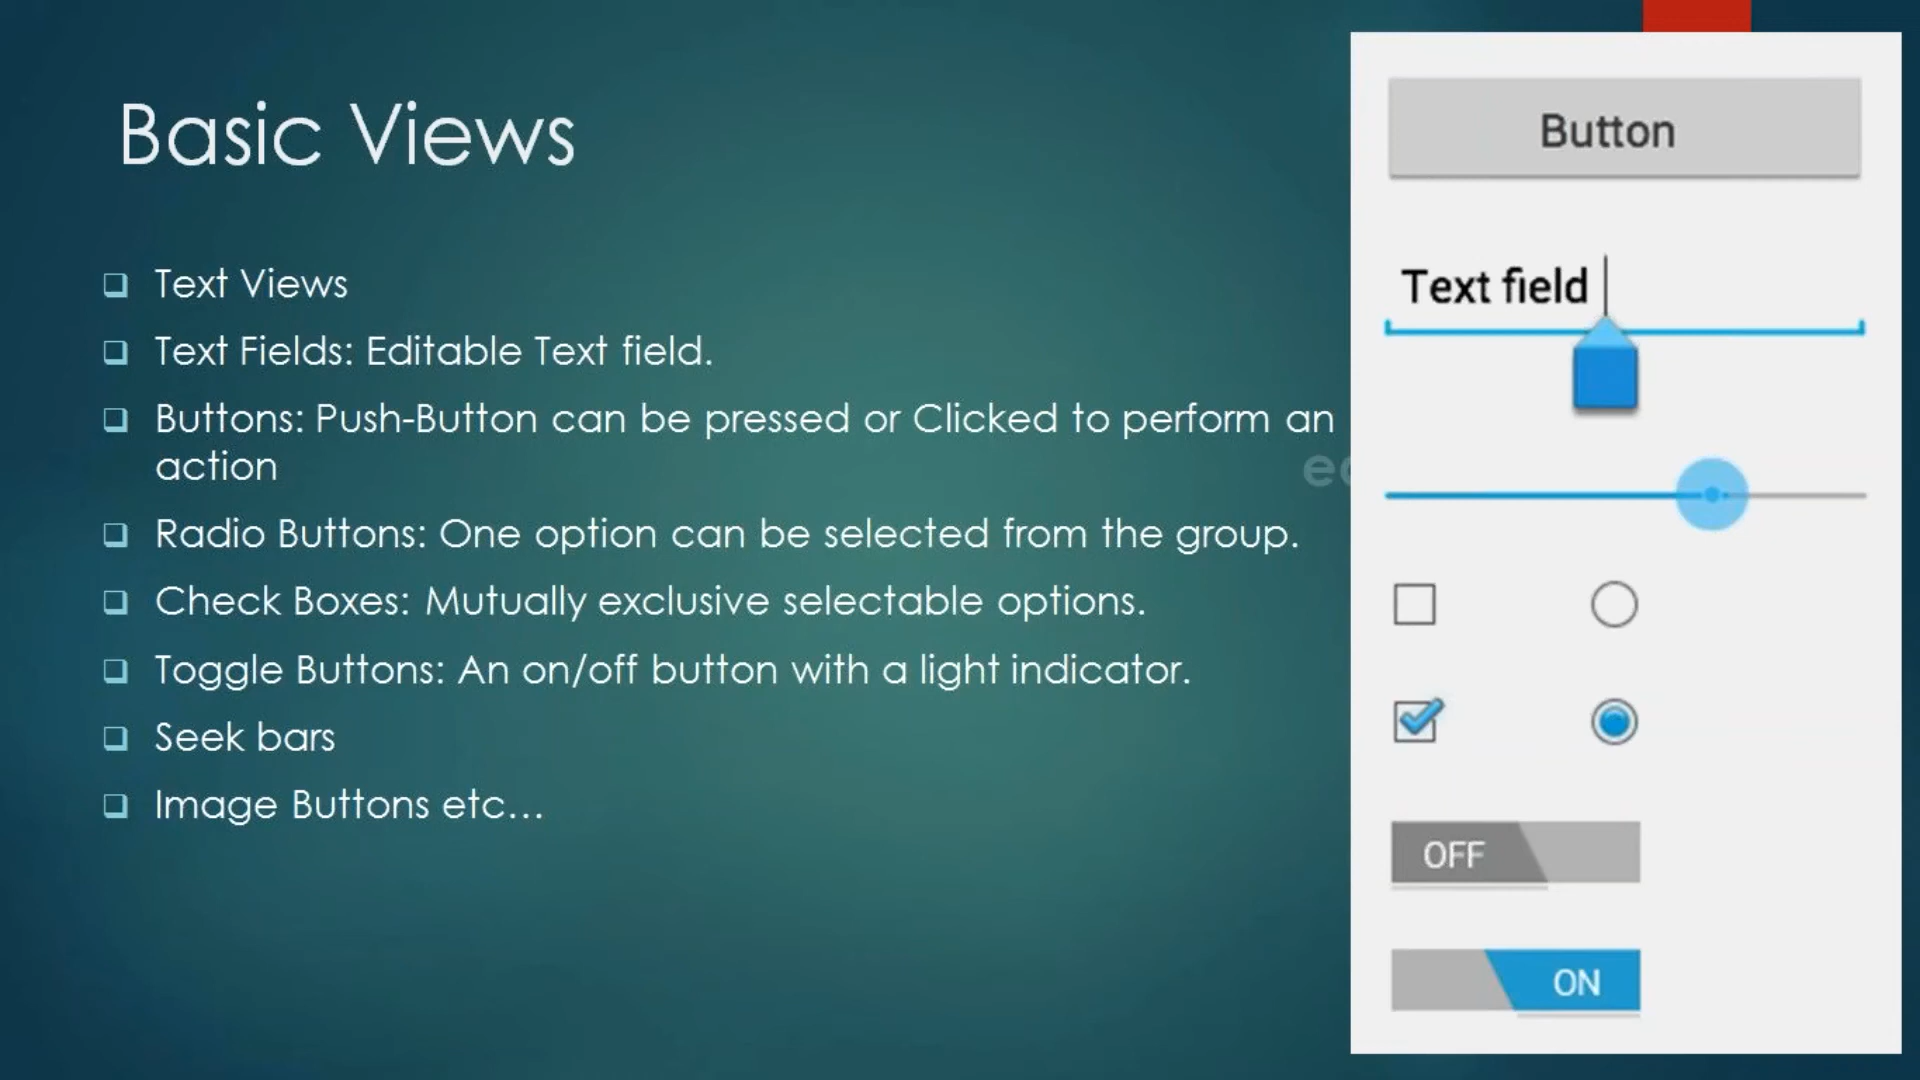 Basic Views
Text Views
Text Fields: Editable Text field.
Buttons: Push-Button can be pressed or Clicked to perform an
action
Radio Buttons: One option can be selected from the group.
Check Boxes: Mutually exclusive selectable options.
Toggle Buttons: An on/off button with a light indicator.
Seek bars
Image Buttons etc...
Button
Text field
OFF
ON